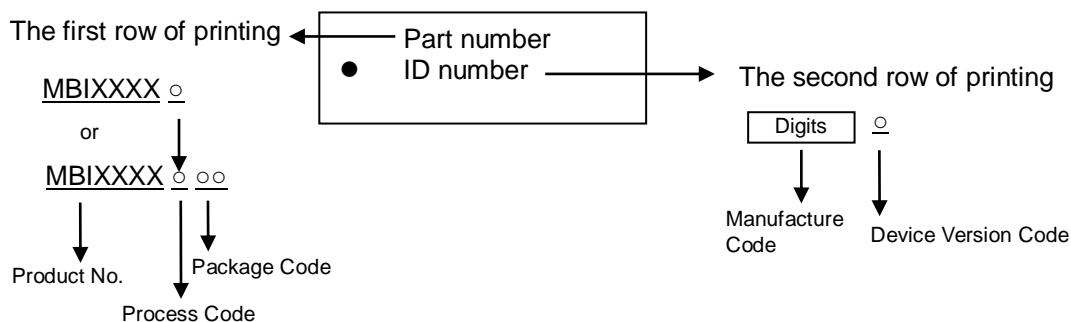 The first row of printing
Part number
● ID number
The second row of printing
MBIXXXX ○
or
MBIXXXX ○ ○○
Digits ○
Manufacture
Code
Device Version Code
Product No.
Package Code
Process Code